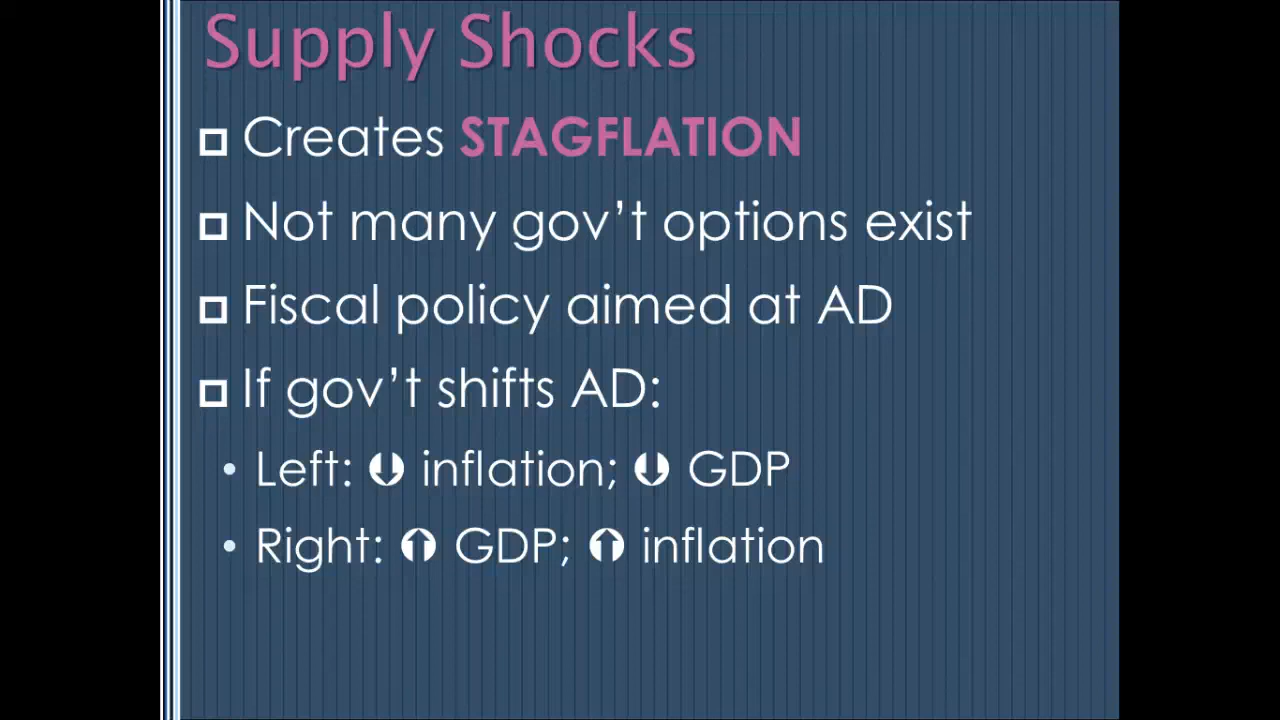 Supply Shocks
Creates STAGFLATION
Not many gov’t options exist
Fiscal policy aimed at AD
If gov’t shifts AD:
• Left: ⬇ inflation; ⬇ GDP
• Right: ⬆ GDP; ⬆ inflation